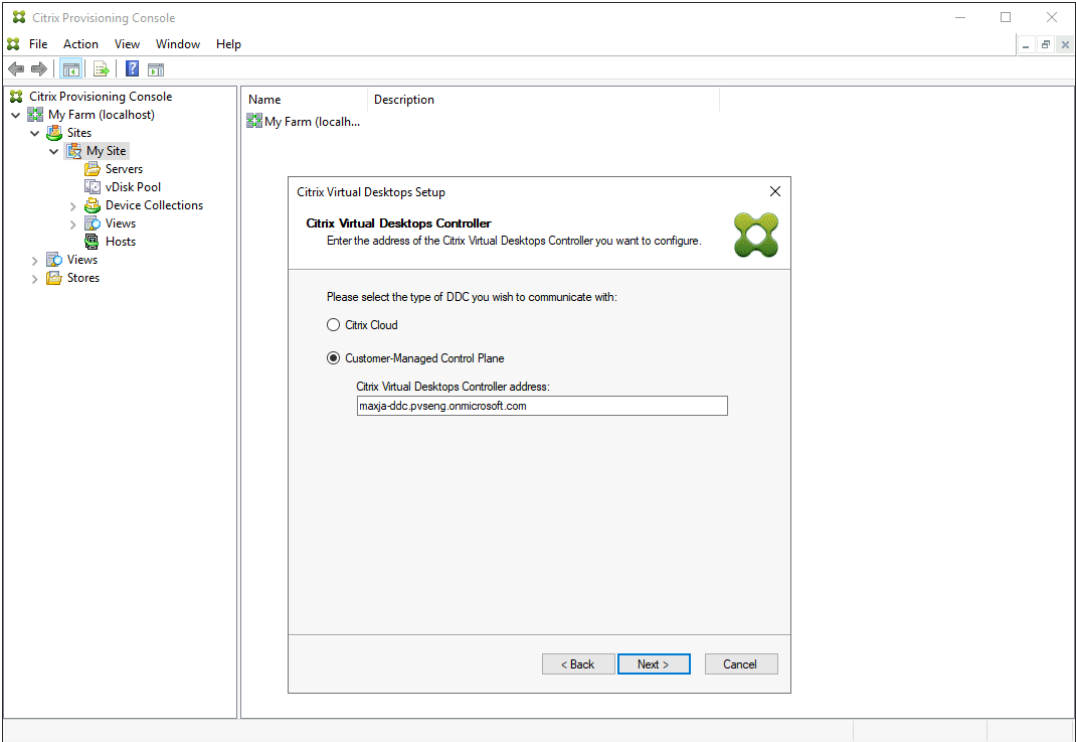 Citrix Provisioning Console
File Action View Window Help
Citrix Provisioning Console
My Farm (localhost)
Sites
My Site
Servers
vDisk Pool
Device Collections
Views
Hosts
Views
Stores
Name Description
My Farm (localh...
Citrix Virtual Desktops Setup
Citrix Virtual Desktops Controller
Enter the address of the Citrix Virtual Desktops Controller you want to configure.
Please select the type of DDC you wish to communicate with:
Citrix Cloud
Customer-Managed Control Plane
Citrix Virtual Desktops Controller address:
maxja-ddc.pvseng.onmicrosoft.com
< Back Next > Cancel